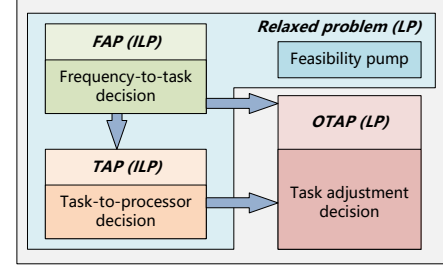 FAP (ILP)
Frequency-to-task
decision
Relaxed problem (LP)
Feasibility pump
TAP (ILP)
Task-to-processor
decision
OTAP (LP)
Task adjustment
decision